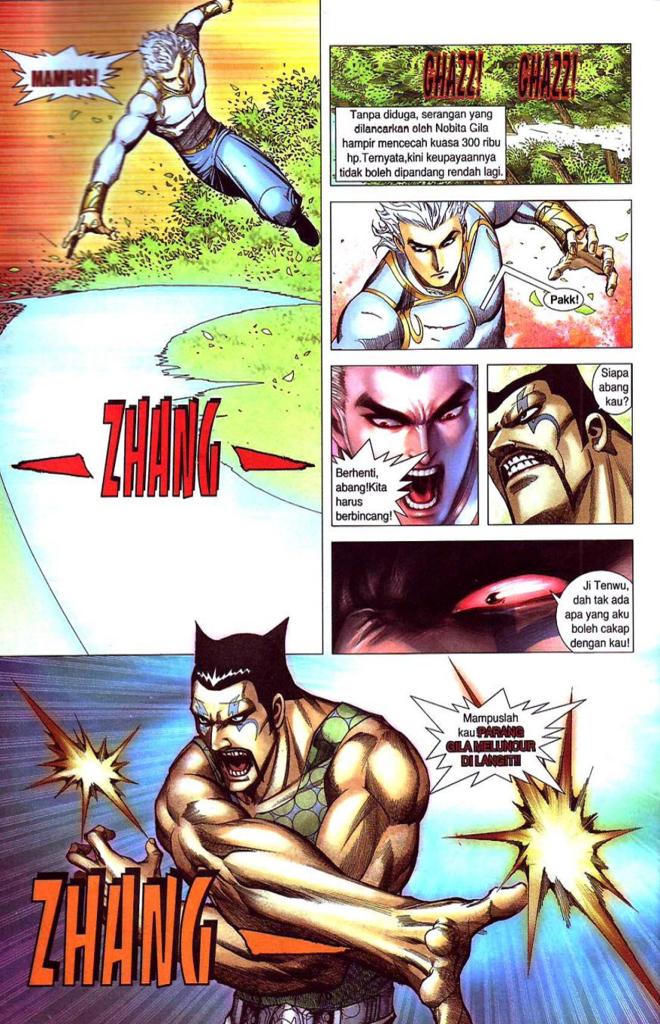 MAMPUS!
ZHANG
GHAZZ! GHAZZ!
Tanpa diduga, serangan yang
dilancarkan oleh Nobita Gila
hampir mencecah kuasa 300 ribu
hp.Ternyata,kini keupayaannya
tidak boleh dipandang rendah lagi.
Pakk!
Berhenti,
abang!Kita
harus
berbincang!
Siapa
abang
kau?
Ji Tenwu,
dah tak ada
apa yang aku
boleh cakap
dengan kau!
Mampuslah
kau PARANG
GILA MELUNCUR
DI LANGIT!!
ZHANG